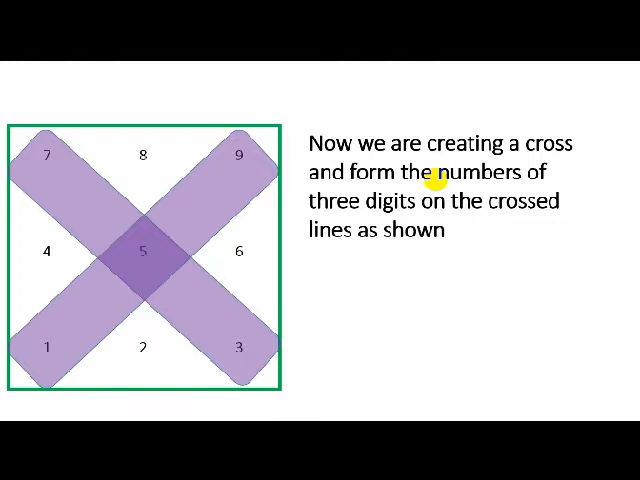 7 8 9
4 5 6
1 2 3
Now we are creating a cross
and form the numbers of
three digits on the crossed
lines as shown